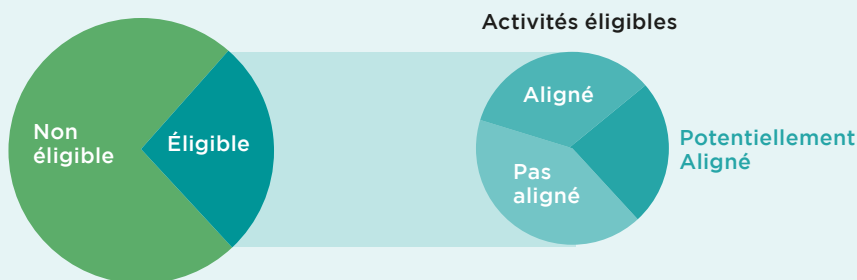 Activités éligibles
Non
éligible
Éligible
Aligné
Pas
aligné
Potentiellement
Aligné